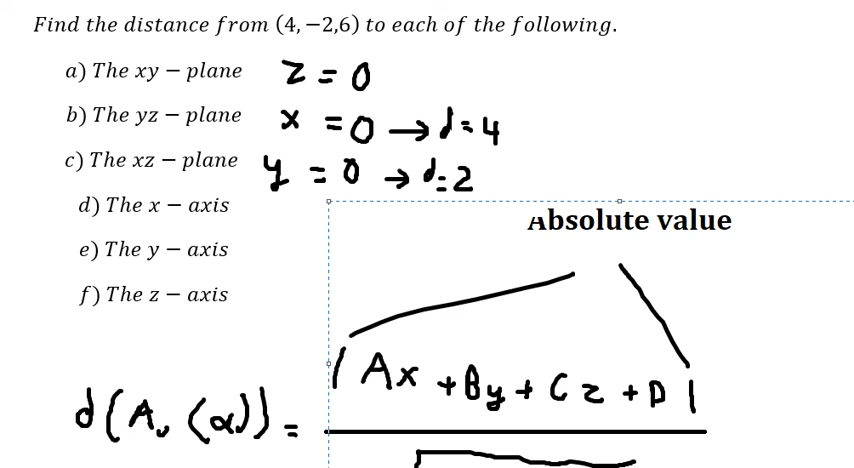 Find the distance from (4, −2,6) to each of the following.
a) The xy − plane z = 0
b) The yz − plane x = 0 → d = 4
c) The xz − plane y = 0 → d = 2
d) The x − axis
Absolute value
e) The y − axis
f) The z − axis
| Ax + By + Cz + D |
d(A, (α)) =